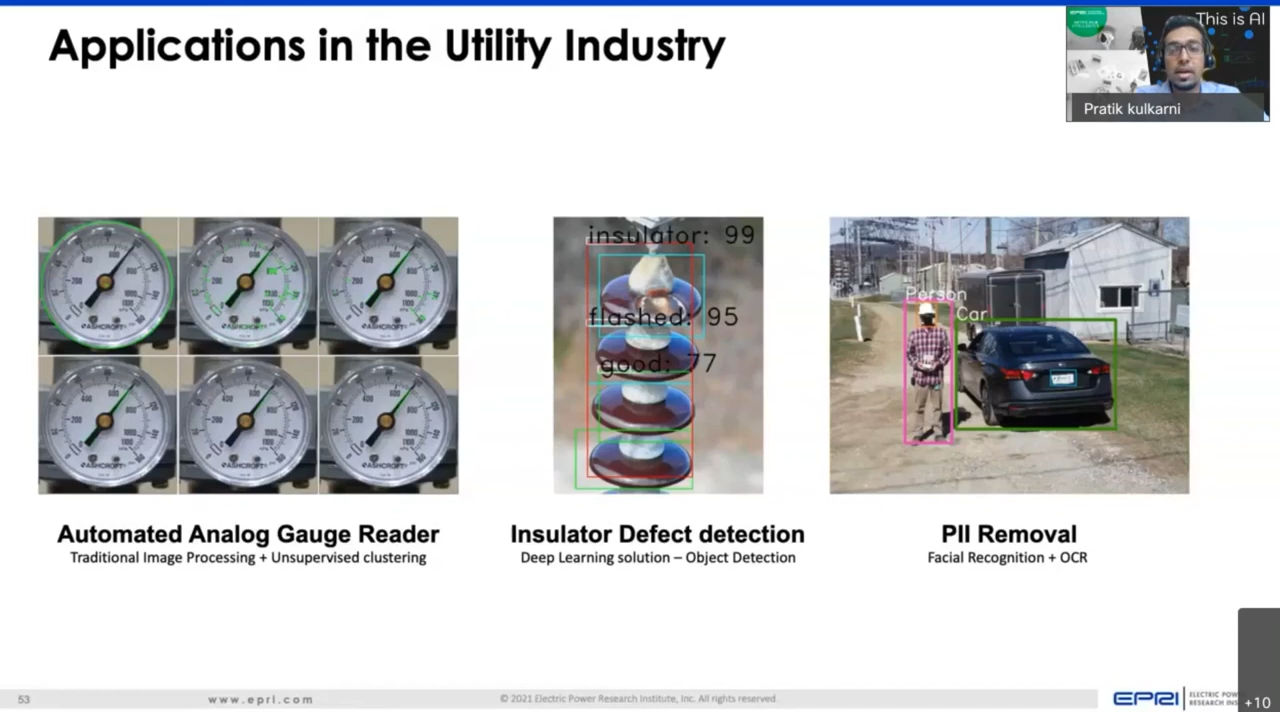 Applications in the Utility Industry
This is AI
Pratik kulkarni
insulator: 99
flashed: 95
good: 77
Person
Car
ASHCROFT
Automated Analog Gauge Reader
Traditional Image Processing + Unsupervised clustering
Insulator Defect detection
Deep Learning solution – Object Detection
PII Removal
Facial Recognition + OCR
53
www.epri.com
© 2021 Electric Power Research Institute, Inc. All rights reserved.
EPRI
ELECTRIC
RESEARCH
+10